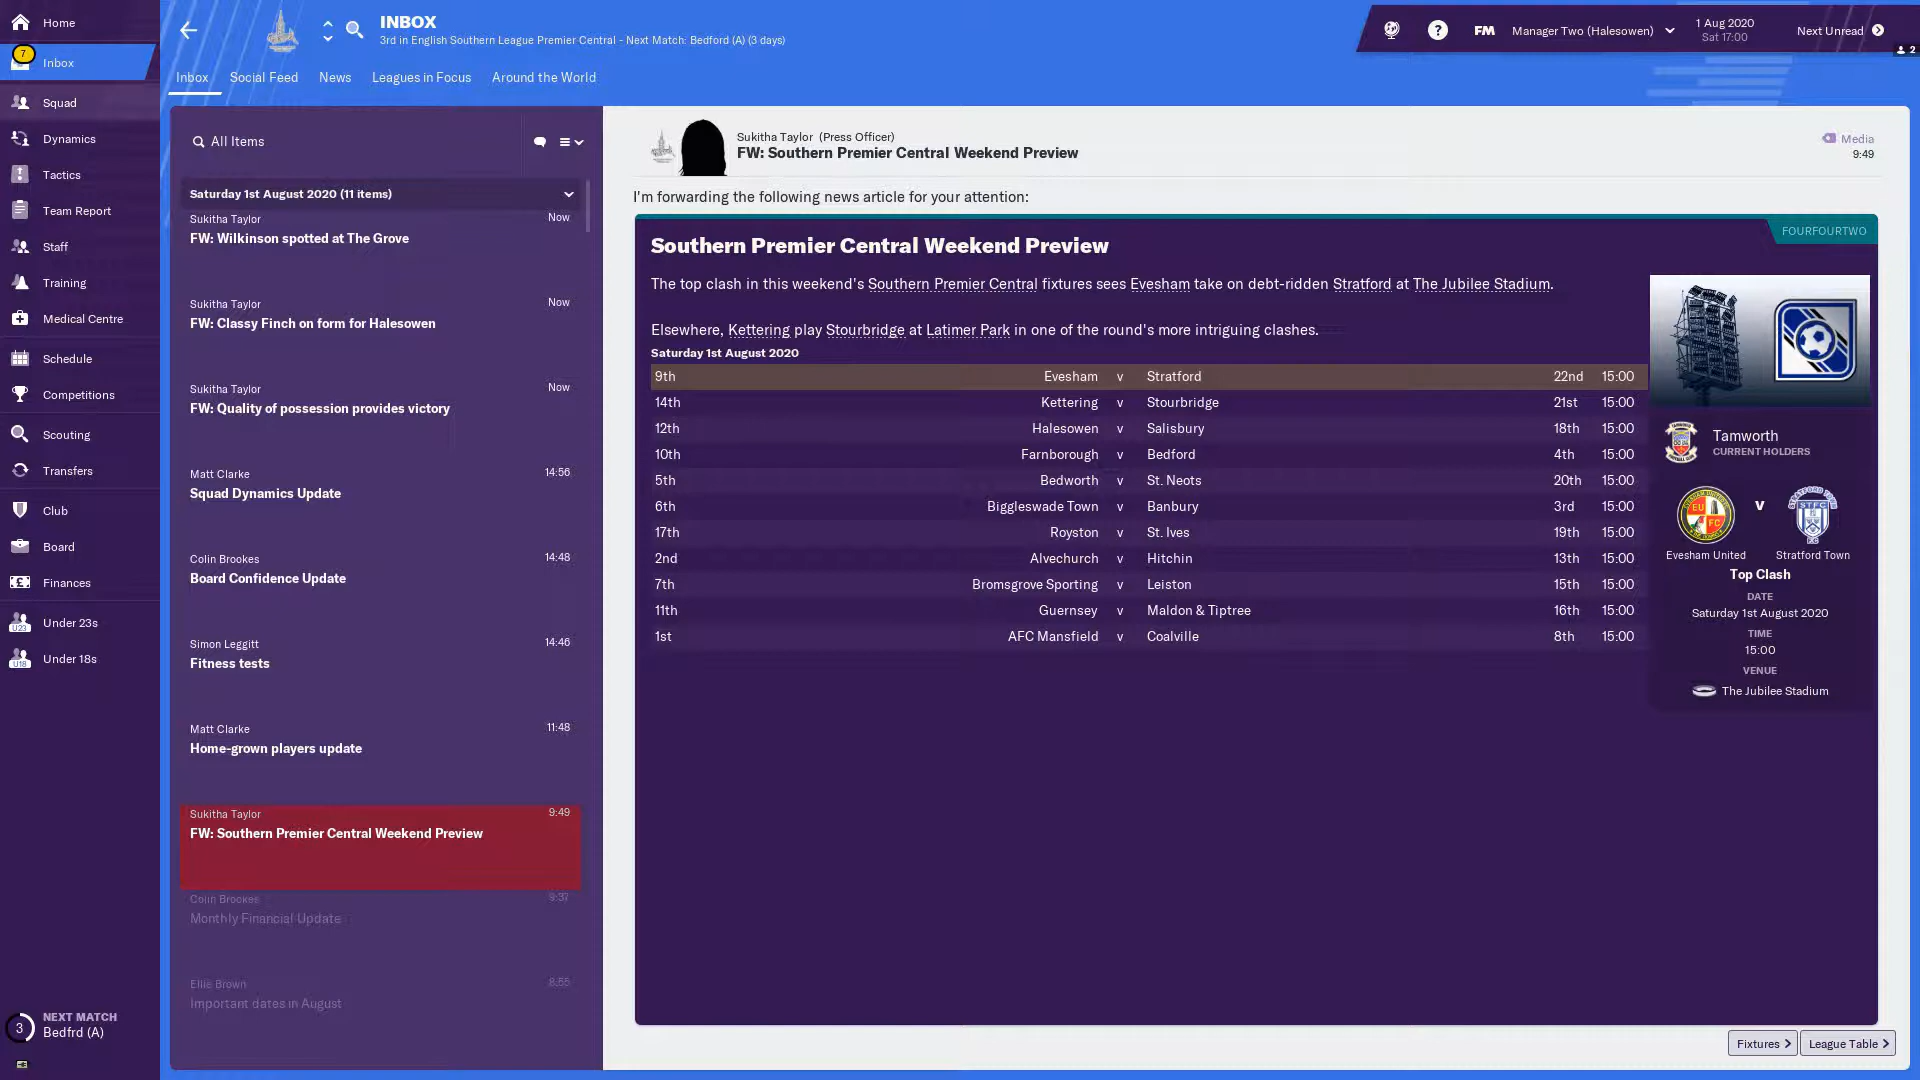 Home
7
Inbox
Squad
Dynamics
Tactics
Team Report
Staff
Training
Medical Centre
Schedule
Competitions
Scouting
Transfers
Club
Board
Finances
U23
Under 23s
U18
Under 18s
3
NEXT MATCH
Bedfrd (A)
INBOX
3rd in English Southern League Premier Central - Next Match: Bedford (A) (3 days)
?
FM
Manager Two (Halesowen)
1 Aug 2020
Sat 17:00
Next Unread
2
Inbox Social Feed News Leagues in Focus Around the World
All Items
Saturday 1st August 2020 (11 items)
Sukitha Taylor Now
FW: Wilkinson spotted at The Grove
Sukitha Taylor Now
FW: Classy Finch on form for Halesowen
Sukitha Taylor Now
FW: Quality of possession provides victory
Matt Clarke 14:56
Squad Dynamics Update
Colin Brookes 14:48
Board Confidence Update
Simon Leggitt 14:46
Fitness tests
Matt Clarke 11:48
Home-grown players update
Sukitha Taylor 9:49
FW: Southern Premier Central Weekend Preview
Colin Brookes 9:37
Monthly Financial Update
Ellie Brown 8:55
Important dates in August
Sukitha Taylor (Press Officer)
FW: Southern Premier Central Weekend Preview
Media
9:49
I'm forwarding the following news article for your attention:
FOURFOURTWO
Southern Premier Central Weekend Preview
The top clash in this weekend's Southern Premier Central fixtures sees Evesham take on debt-ridden Stratford at The Jubilee Stadium.
Elsewhere, Kettering play Stourbridge at Latimer Park in one of the round's more intriguing clashes.
Saturday 1st August 2020
9th Evesham v Stratford 22nd 15:00
14th Kettering v Stourbridge 21st 15:00
12th Halesowen v Salisbury 18th 15:00
10th Farnborough v Bedford 4th 15:00
5th Bedworth v St. Neots 20th 15:00
6th Biggleswade Town v Banbury 3rd 15:00
17th Royston v St. Ives 19th 15:00
2nd Alvechurch v Hitchin 13th 15:00
7th Bromsgrove Sporting v Leiston 15th 15:00
11th Guernsey v Maldon & Tiptree 16th 15:00
1st AFC Mansfield v Coalville 8th 15:00
Tamworth
CURRENT HOLDERS
EU
FC
v
STFC
Evesham United Stratford Town
Top Clash
DATE
Saturday 1st August 2020
TIME
15:00
VENUE
The Jubilee Stadium
Fixtures
League Table